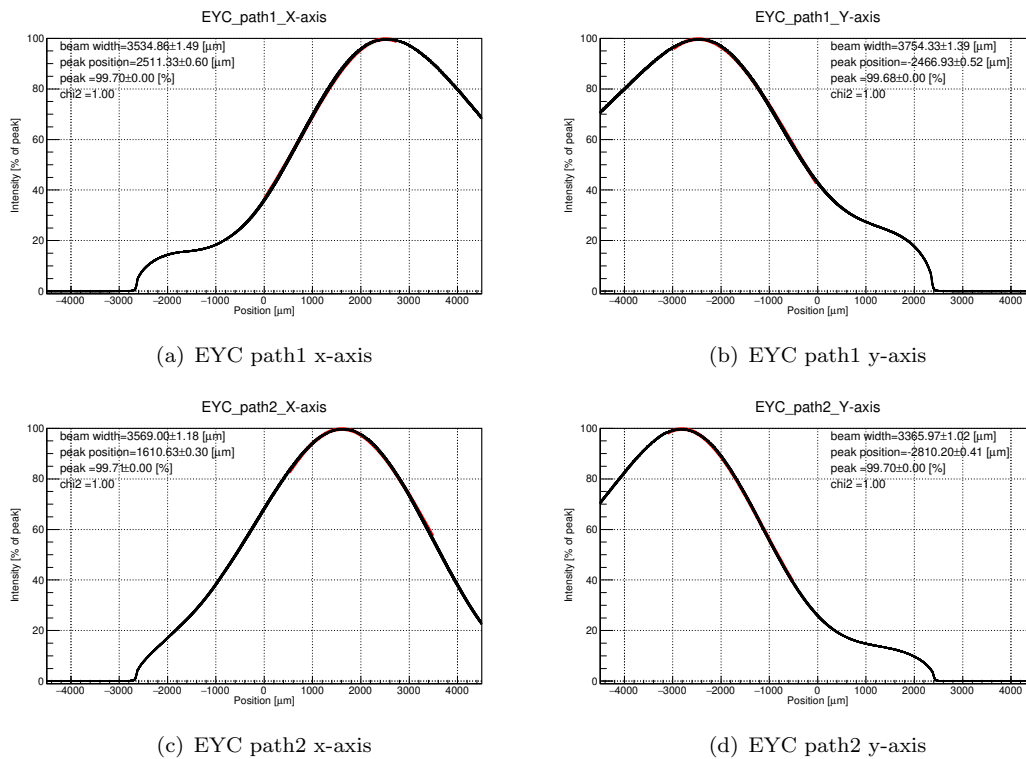 EYC_path1_X-axis
beam width=3534.86±1.49 [μm]
peak position=2511.33±0.60 [μm]
peak =99.70±0.00 [%]
chi2 =1.00
Intensity [% of peak]
100
80
60
40
20
0
−4000 −3000 −2000 −1000 0 1000 2000 3000 4000
Position [μm]
(a) EYC path1 x-axis
EYC_path1_Y-axis
beam width=3754.33±1.39 [μm]
peak position=-2466.93±0.52 [μm]
peak =99.68±0.00 [%]
chi2 =1.00
Intensity [% of peak]
100
80
60
40
20
0
−4000 −3000 −2000 −1000 0 1000 2000 3000 4000
Position [μm]
(b) EYC path1 y-axis
EYC_path2_X-axis
beam width=3569.00±1.18 [μm]
peak position=1610.63±0.30 [μm]
peak =99.71±0.00 [%]
chi2 =1.00
Intensity [% of peak]
100
80
60
40
20
0
−4000 −3000 −2000 −1000 0 1000 2000 3000 4000
Position [μm]
(c) EYC path2 x-axis
EYC_path2_Y-axis
beam width=3365.97±1.02 [μm]
peak position=-2810.20±0.41 [μm]
peak =99.70±0.00 [%]
chi2 =1.00
Intensity [% of peak]
100
80
60
40
20
0
−4000 −3000 −2000 −1000 0 1000 2000 3000 4000
Position [μm]
(d) EYC path2 y-axis